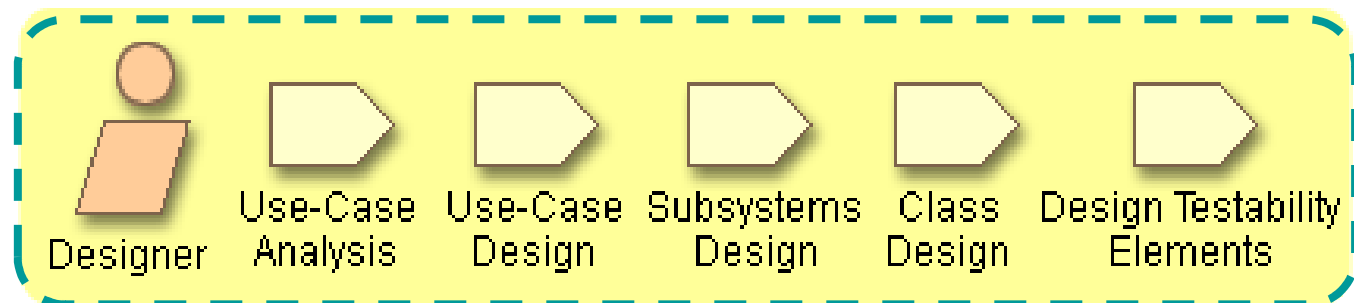 Designer
Use-Case
Analysis
Use-Case
Design
Subsystems
Design
Class
Design
Design Testability
Elements